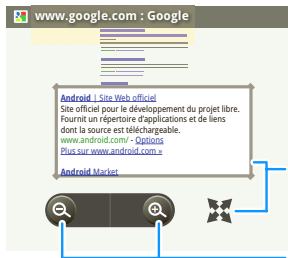 www.google.com : Google
Android | Site Web officiel
Site officiel pour le développement du projet libre.
Fournit un répertoire d'applications et de liens
dont la source est téléchargeable.
www.android.com/ - Options
Plus sur www.android.com »
Android Market